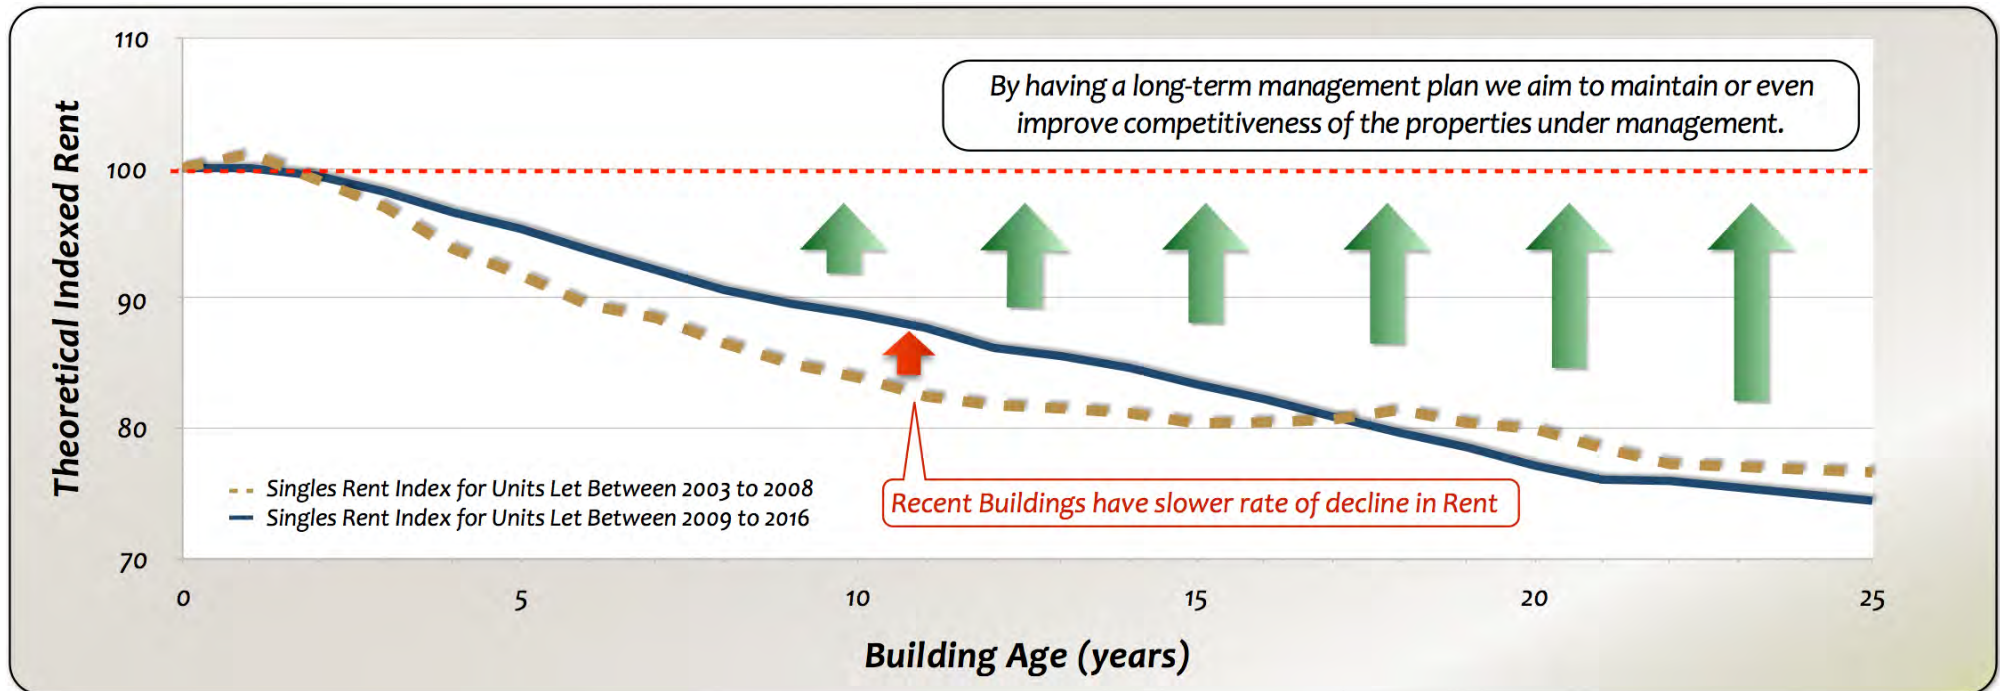 110
By having a long-term management plan we aim to maintain or even
improve competitiveness of the properties under management.
100
90
80
70
Theoretical Indexed Rent
Singles Rent Index for Units Let Between 2003 to 2008
Singles Rent Index for Units Let Between 2009 to 2016
Recent Buildings have slower rate of decline in Rent
0 5 10 15 20 25
Building Age (years)